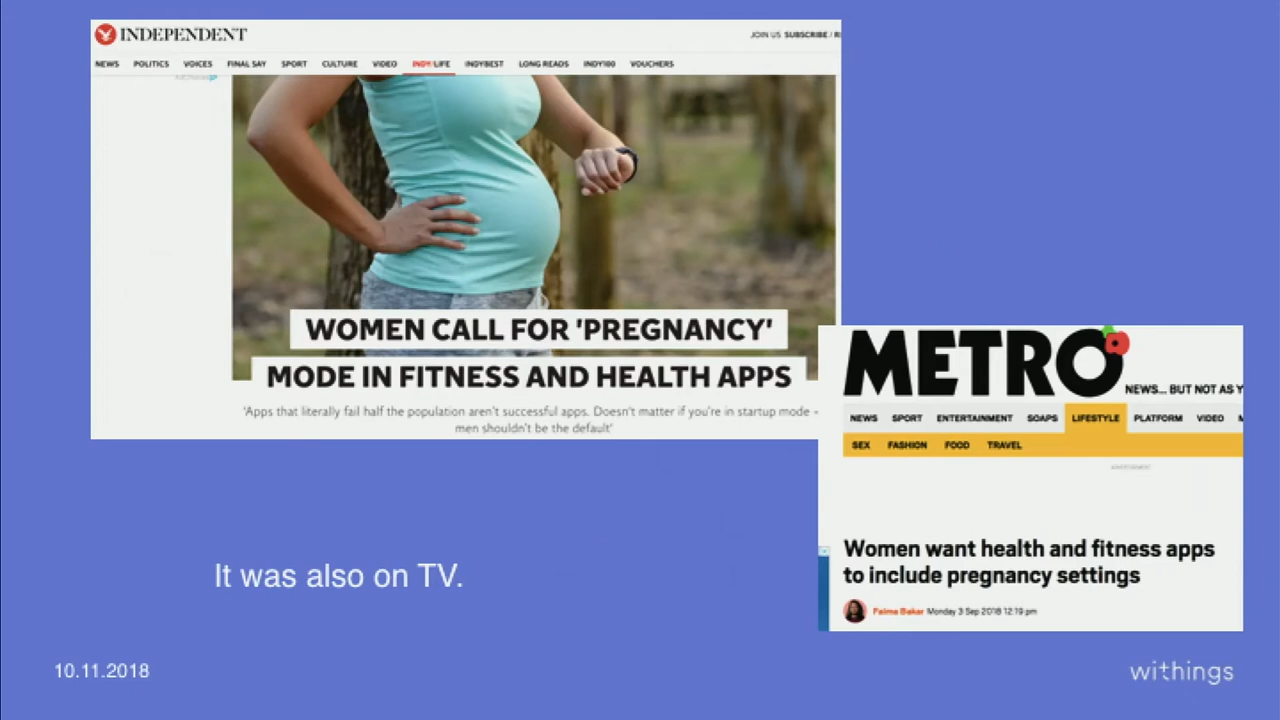 INDEPENDENT
JOIN US SUBSCRIBE /
NEWS POLITICS VOICES FINAL SAY SPORT CULTURE VIDEO INDY/LIFE INDYBEST LONG READS INDY100 VOUCHERS
WOMEN CALL FOR 'PREGNANCY'
MODE IN FITNESS AND HEALTH APPS
'Apps that literally fail half the population aren't successful apps. Doesn't matter if you're in startup mode –
men shouldn't be the default'
METRO
NEWS... BUT NOT AS Y
NEWS SPORT ENTERTAINMENT SOAPS LIFESTYLE PLATFORM VIDEO
SEX FASHION FOOD TRAVEL
ADVERTISEMENT
Women want health and fitness apps
to include pregnancy settings
Faima Bakar Monday 3 Sep 2018 12:19 pm
It was also on TV.
10.11.2018
withings